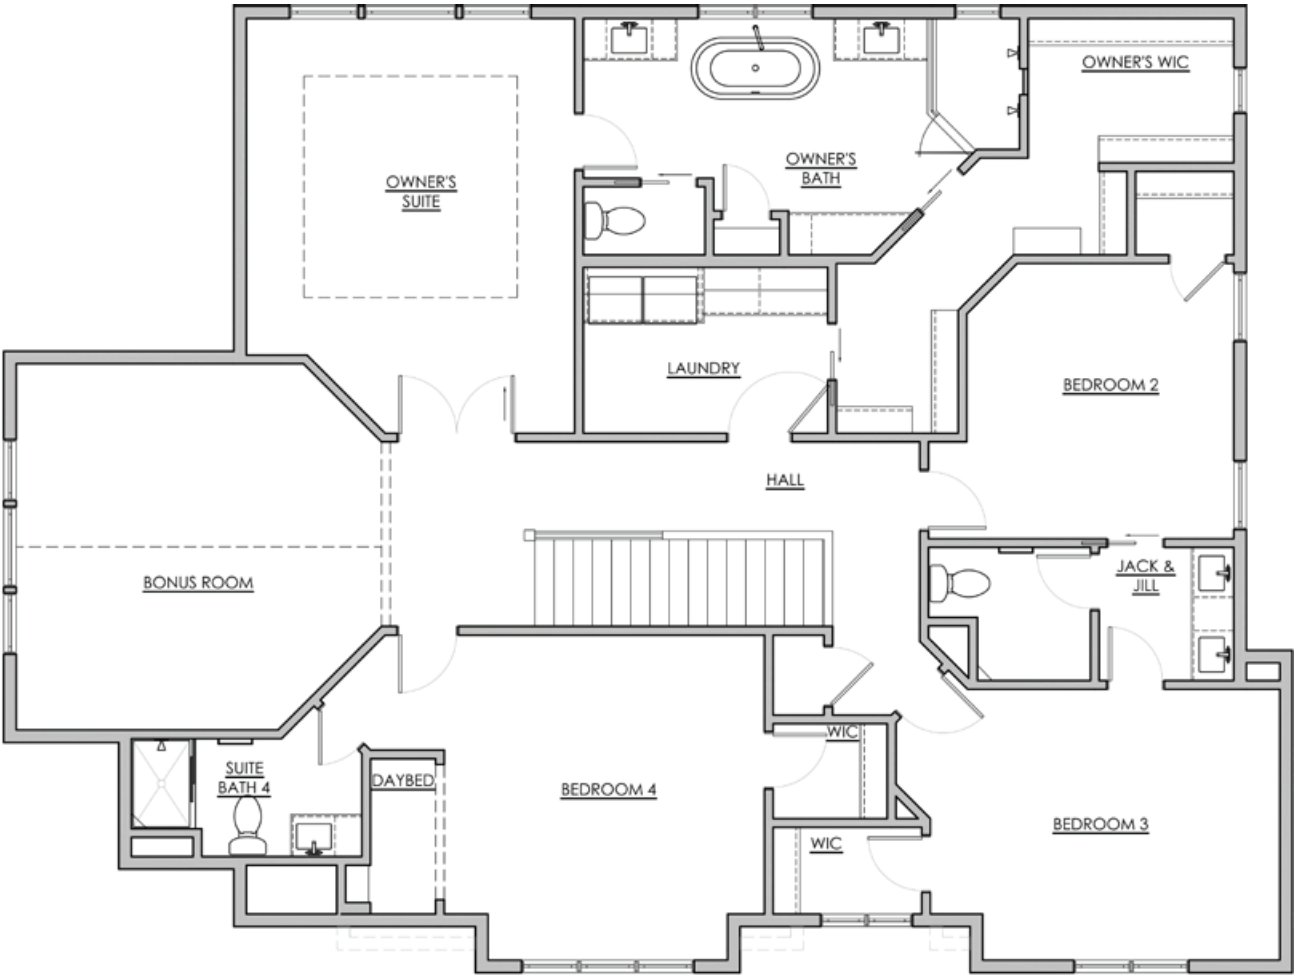 OWNER'S WIC
OWNER'S
BATH
OWNER'S
SUITE
LAUNDRY
BEDROOM 2
HALL
BONUS ROOM
JACK &
JILL
WIC
SUITE
BATH 4
DAYBED
BEDROOM 4
BEDROOM 3
WIC